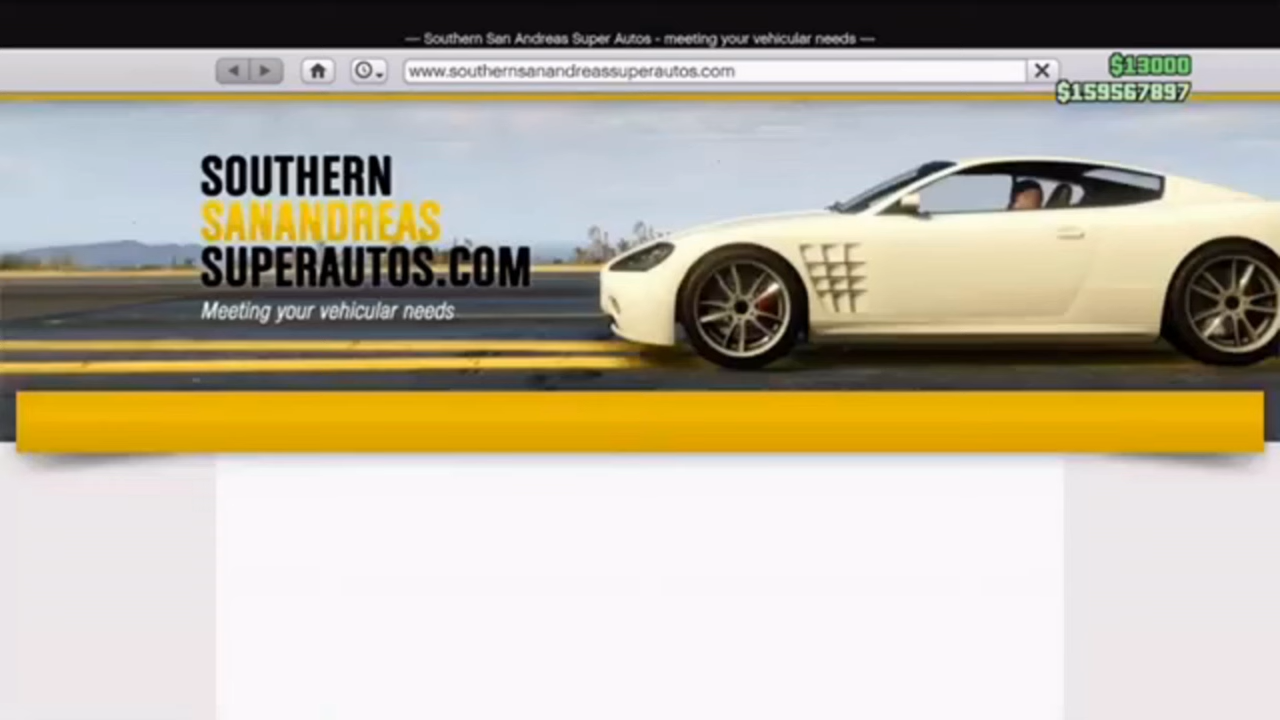 — Southern San Andreas Super Autos - meeting your vehicular needs —
www.southernsanandreassuperautos.com
$13000
$159567897
SOUTHERN
SANANDREAS
SUPERAUTOS.COM
Meeting your vehicular needs